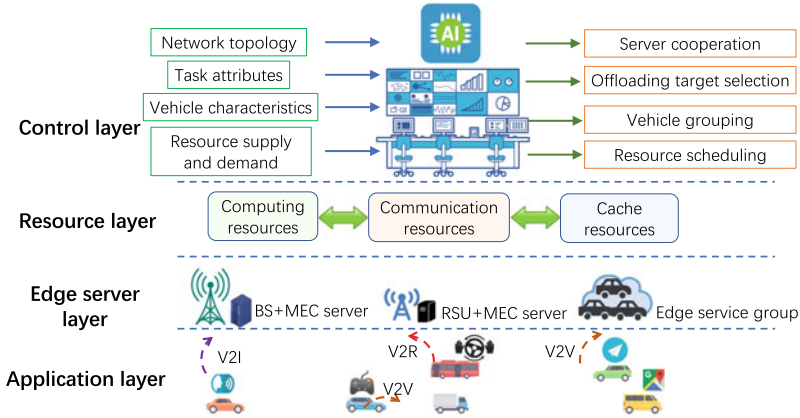 AI
Network topology
Task attributes
Vehicle characteristics
Resource supply
and demand
Control layer
Server cooperation
Offloading target selection
Vehicle grouping
Resource scheduling
Resource layer
Computing
resources
Communication
resources
Cache
resources
Edge server
layer
BS+MEC server
RSU+MEC server
Edge service group
Application layer
V2I
V2R
V2V
V2V